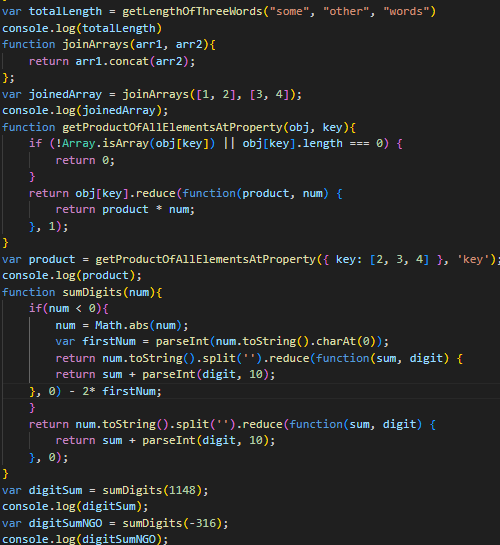 var totalLength = getLengthOfThreeWords("some", "other", "words")
console.log(totalLength)
function joinArrays(arr1, arr2){
    return arr1.concat(arr2);
};
var joinedArray = joinArrays([1, 2], [3, 4]);
console.log(joinedArray);
function getProductOfAllElementsAtProperty(obj, key){
    if (!Array.isArray(obj[key]) || obj[key].length === 0) {
        return 0;
    }
    return obj[key].reduce(function(product, num) {
        return product * num;
    }, 1);
}
var product = getProductOfAllElementsAtProperty({ key: [2, 3, 4] }, 'key');
console.log(product);
function sumDigits(num){
    if(num < 0){
        num = Math.abs(num);
        var firstNum = parseInt(num.toString().charAt(0));
        return num.toString().split('').reduce(function(sum, digit) {
        return sum + parseInt(digit, 10);
    }, 0) - 2* firstNum;
    }
    return num.toString().split('').reduce(function(sum, digit) {
        return sum + parseInt(digit, 10);
    }, 0);
}
var digitSum = sumDigits(1148);
console.log(digitSum);
var digitSumNGO = sumDigits(-316);
console.log(digitSumNGO);